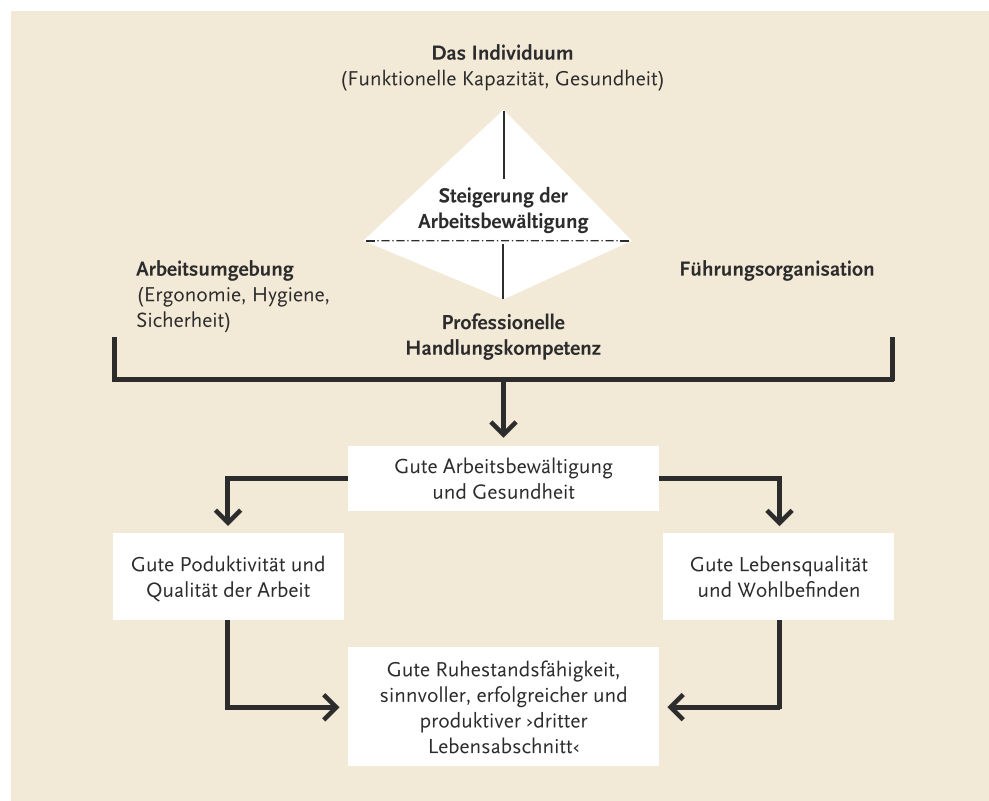 Das Individuum
(Funktionelle Kapazität, Gesundheit)
Steigerung der
Arbeitsbewältigung
Arbeitsumgebung
(Ergonomie, Hygiene,
Sicherheit)
Führungsorganisation
Professionelle
Handlungskompetenz
Gute Arbeitsbewältigung
und Gesundheit
Gute Poduktivität und
Qualität der Arbeit
Gute Lebensqualität
und Wohlbefinden
Gute Ruhestandsfähigkeit,
sinnvoller, erfolgreicher und
produktiver ›dritter
Lebensabschnitt‹